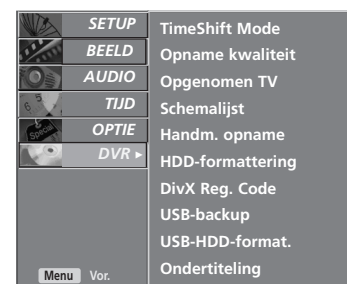 SETUP
BEELD
AUDIO
TIJD
OPTIE
DVR
Menu Vor.
TimeShift Mode
Opname kwaliteit
Opgenomen TV
Schemalijst
Handm. opname
HDD-formattering
DivX Reg. Code
USB-backup
USB-HDD-format.
Ondertiteling